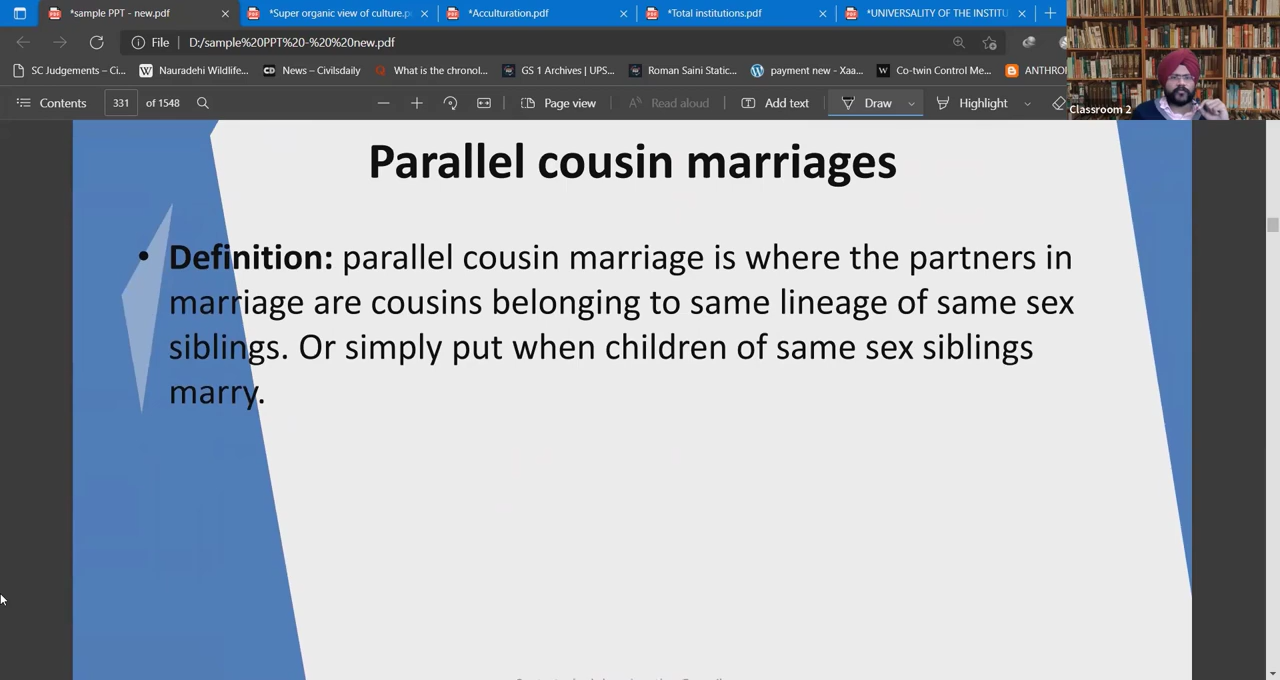 *sample PPT - new.pdf
*Super organic view of culture.p
*Acculturation.pdf
*Total institutions.pdf
*UNIVERSALITY OF THE INSTITU
File
D:/sample%20PPT%20-%20%20new.pdf
SC Judgements – Ci...
Nauradehi Wildlife...
News – Civilsdaily
What is the chronol...
GS 1 Archives | UPS...
Roman Saini Static...
payment new - Xaa...
Co-twin Control Me...
ANTHRO
Classroom 2
Contents
331
of 1548
Page view
Read aloud
Add text
Draw
Highlight
Parallel cousin marriages
• Definition: parallel cousin marriage is where the partners in
marriage are cousins belonging to same lineage of same sex
siblings. Or simply put when children of same sex siblings
marry.